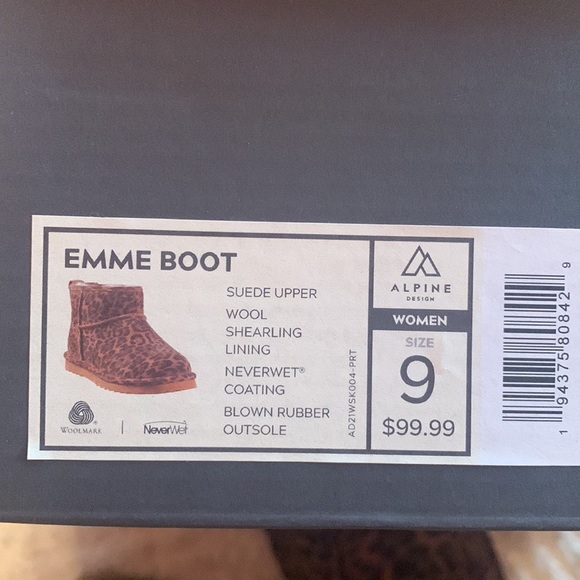 EMME BOOT
SUEDE UPPER
WOOL
SHEARLING
LINING
NEVERWET®
COATING
BLOWN RUBBER
OUTSOLE
WOOLMARK
NeverWet
AD21WSK004-PRT
ALPINE
DESIGN
WOMEN
SIZE
9
$99.99
1 94375 80842 9